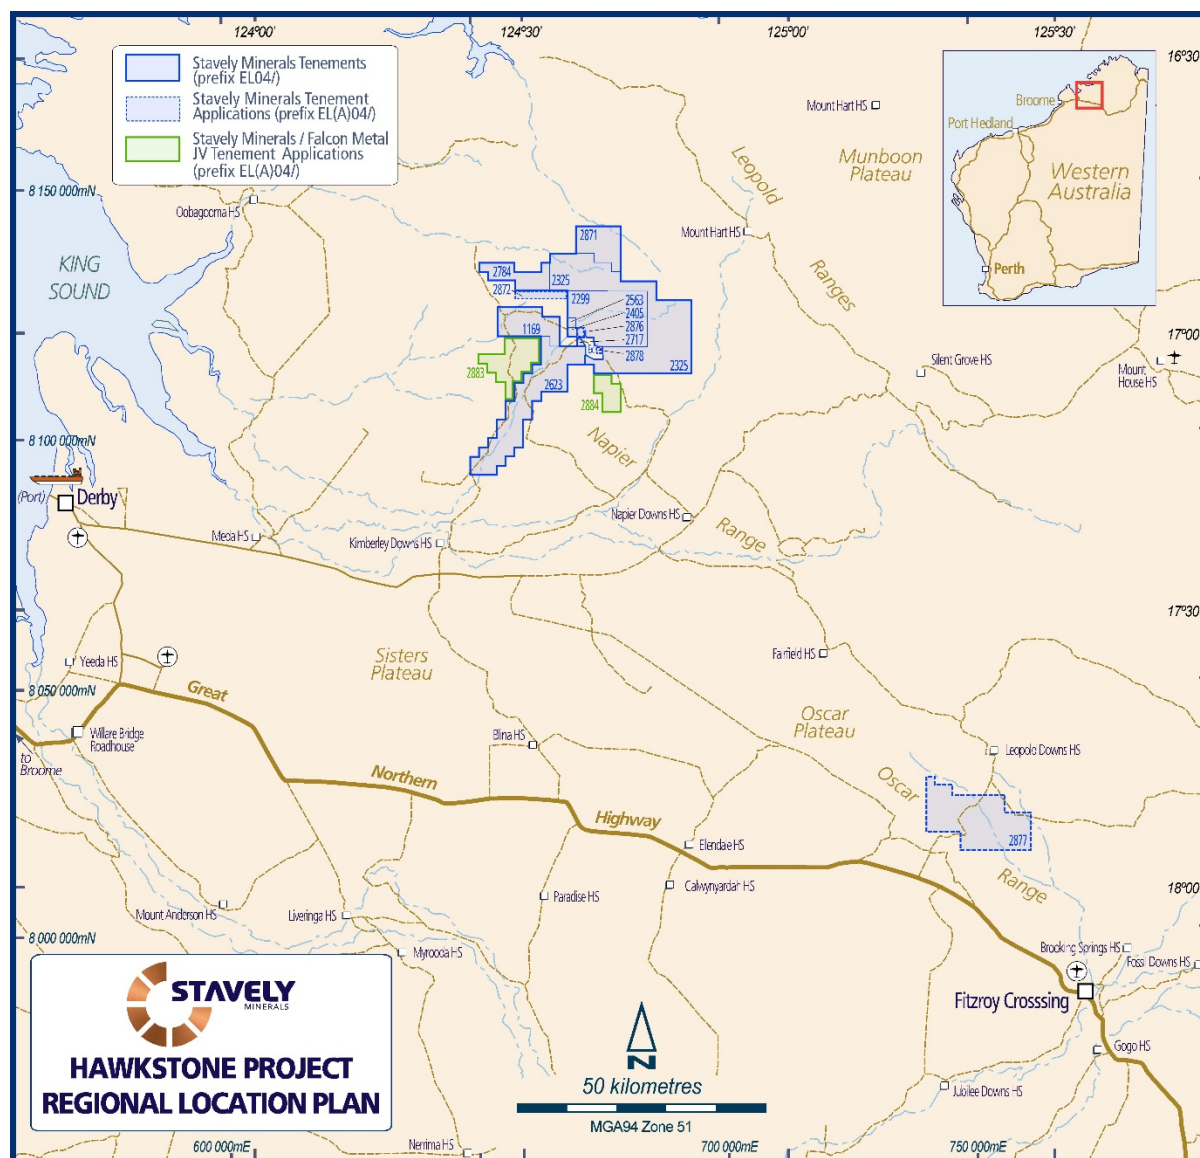 124°00'
124°30'
125°00'
125°30'
16°30'
Stavely Minerals Tenements
(prefix EL04/)
Stavely Minerals Tenement
Applications (prefix EL(A)04/)
Stavely Minerals / Falcon Metal
JV Tenement Applications
(prefix EL(A)04/)
Broome
Port Hedland
Western
Australia
Perth
Mount Hart HS
Munboon
Plateau
Leopold
Ranges
8 150 000mN
Oobagooma HS
Mount Hart HS
KING
SOUND
2871
2784
2325
2872
2299
2563
2405
2876
2717
2878
1169
2325
2883
2623
2884
17°00'
Silent Grove HS
Mount
House HS
8 100 000mN
Napier
Range
(Port)
Derby
Napier Downs HS
Meda HS
Kimberley Downs HS
17°30'
Sisters
Plateau
Fairfield HS
Yeeda HS
8 050 000mN
Great
Northern
Highway
Oscar
Plateau
Willare Bridge
Roadhouse
to
Broome
Blina HS
Leopold Downs HS
Oscar
Range
2877
Ellendae HS
Calwynyardah HS
18°00'
Paradise HS
Mount Anderson HS
Liveringa HS
8 000 000mN
Myrooda HS
Brooking Springs HS
Fossil Downs HS
Fitzroy Crosssing
Gogo HS
Jubilee Downs HS
STAVELY
MINERALS
HAWKSTONE PROJECT
REGIONAL LOCATION PLAN
N
50 kilometres
MGA94 Zone 51
Nerrima HS
600 000mE
700 000mE
750 000mE